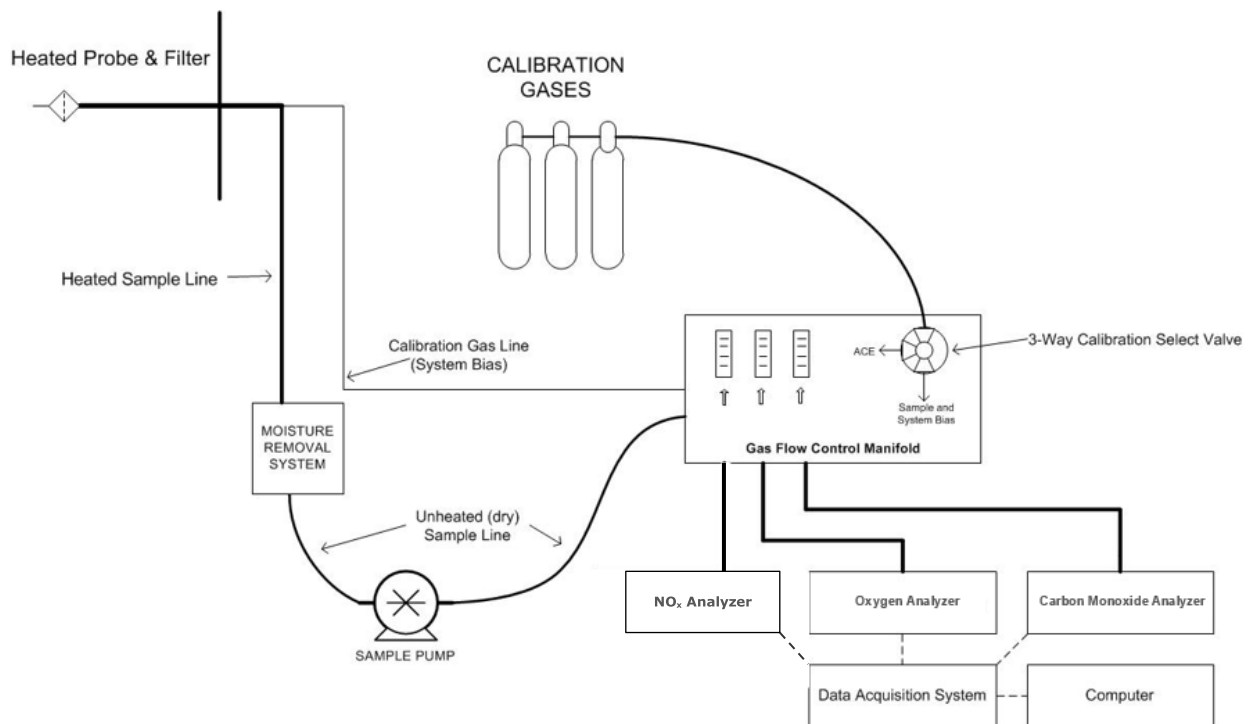 Heated Probe & Filter
CALIBRATION
GASES
Heated Sample Line
Calibration Gas Line
(System Bias)
3-Way Calibration Select Valve
ACE
Sample and
System Bias
Gas Flow Control Manifold
MOISTURE
REMOVAL
SYSTEM
Unheated (dry)
Sample Line
SAMPLE PUMP
NOₓ Analyzer
Oxygen Analyzer
Carbon Monoxide Analyzer
Data Acquisition System
Computer